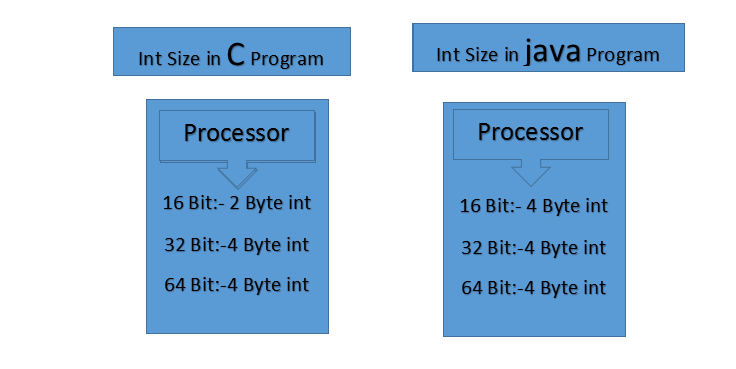 Int Size in C Program
Processor
16 Bit:- 2 Byte int
32 Bit:-4 Byte int
64 Bit:-4 Byte int
Int Size in java Program
Processor
16 Bit:- 4 Byte int
32 Bit:-4 Byte int
64 Bit:-4 Byte int